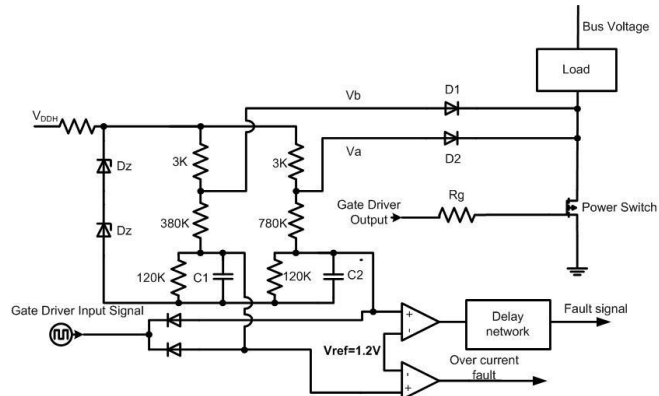 Bus Voltage
Load
Vb
D1
V_DDH
Va
D2
3K
3K
Dz
Gate Driver
Output
Rg
Power Switch
Dz
380K
780K
120K
C1
120K
C2
Gate Driver Input Signal
+
-
Delay
network
Fault signal
Vref=1.2V
-
+
Over current
fault